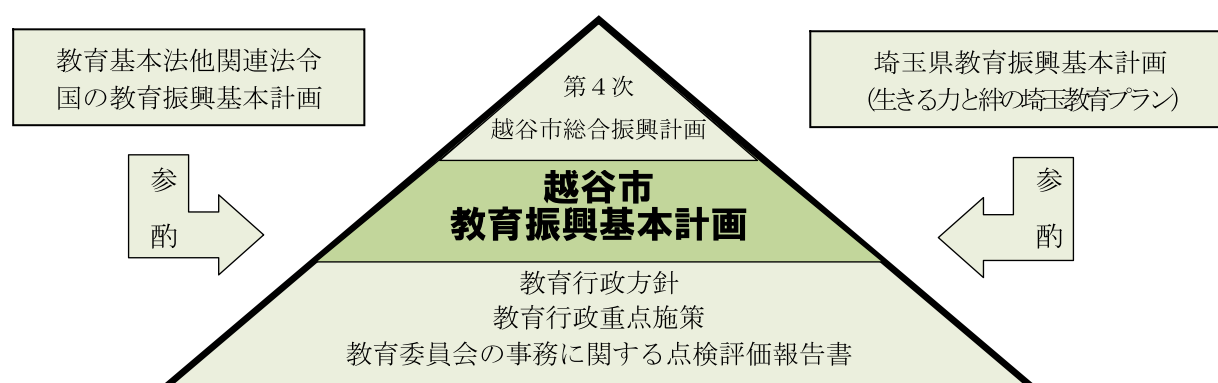 教育基本法他関連法令
国の教育振興基本計画
埼玉県教育振興基本計画
(生きる力と絆の埼玉教育プラン)
第４次
越谷市総合振興計画
参
酌
参
酌
越谷市
教育振興基本計画
教育行政方針
教育行政重点施策
教育委員会の事務に関する点検評価報告書